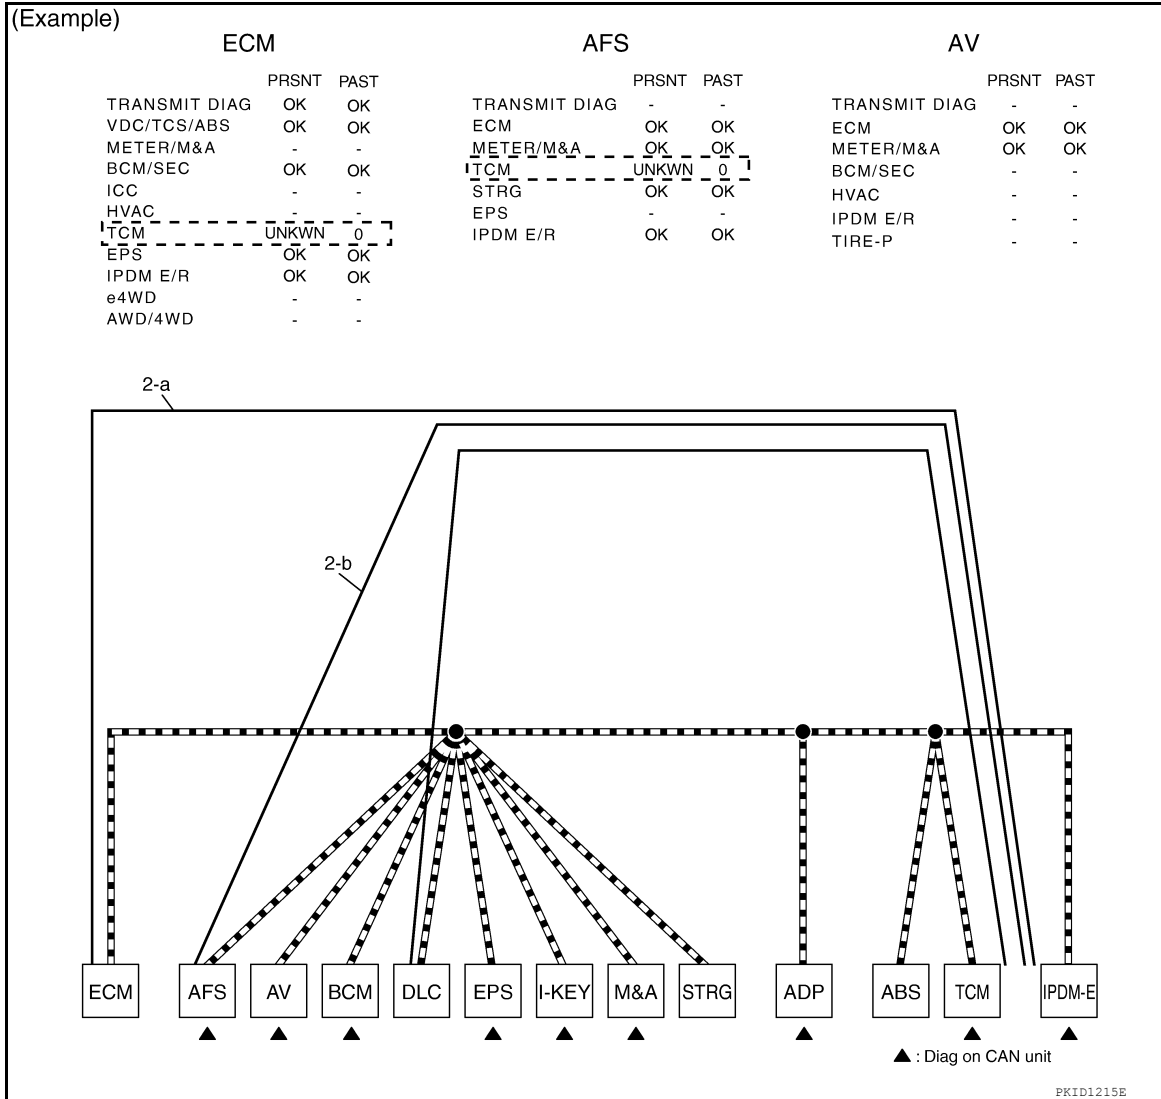 (Example)
ECM AFS AV
PRSNT PAST
TRANSMIT DIAG OK OK
VDC/TCS/ABS OK OK
METER/M&A - -
BCM/SEC OK OK
ICC - -
HVAC - -
TCM UNKWN 0
EPS OK OK
IPDM E/R OK OK
e4WD - -
AWD/4WD - -
PRSNT PAST
TRANSMIT DIAG - -
ECM OK OK
METER/M&A OK OK
TCM UNKWN 0
STRG OK OK
EPS - -
IPDM E/R OK OK
PRSNT PAST
TRANSMIT DIAG - -
ECM OK OK
METER/M&A OK OK
BCM/SEC - -
HVAC - -
IPDM E/R - -
TIRE-P - -
2-a
2-b
ECM AFS AV BCM DLC EPS I-KEY M&A STRG ADP ABS TCM IPDM-E
▲ : Diag on CAN unit
PKID1215E